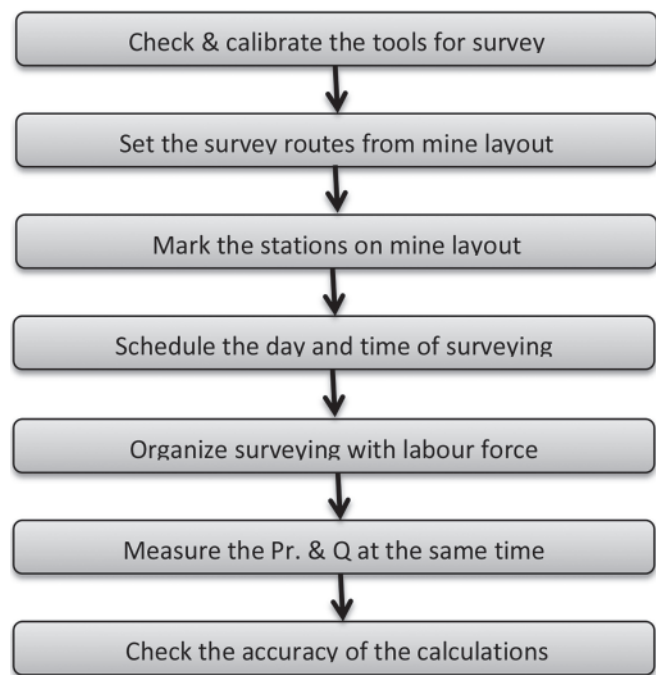 Check & calibrate the tools for survey
Set the survey routes from mine layout
Mark the stations on mine layout
Schedule the day and time of surveying
Organize surveying with labour force
Measure the Pr. & Q at the same time
Check the accuracy of the calculations